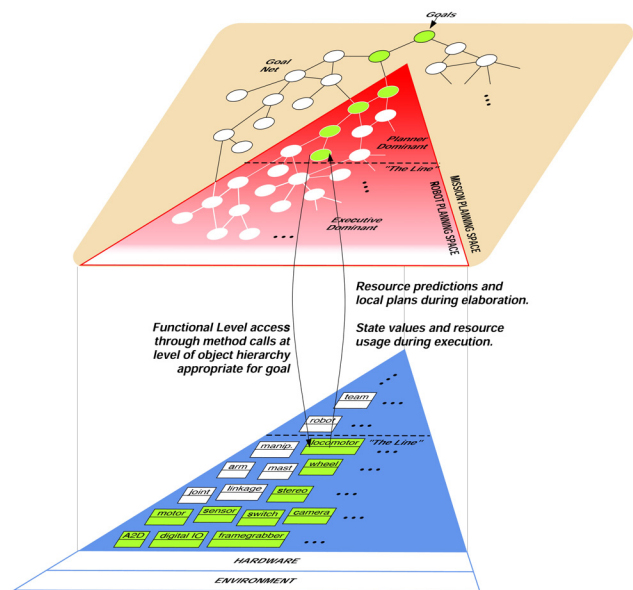 Goals
Goal
Net
Planner
Dominant
"The Line"
MISSION PLANNING SPACE
ROBOT PLANNING SPACE
Executive
Dominant
Resource predictions and
local plans during elaboration.
Functional Level access
through method calls at
level of object hierarchy
appropriate for goal
State values and resource
usage during execution.
team
robot
"The Line"
manip. locomotor
arm mast wheel
joint linkage stereo
motor sensor switch camera
A2D digital IO framegrabber
HARDWARE
ENVIRONMENT